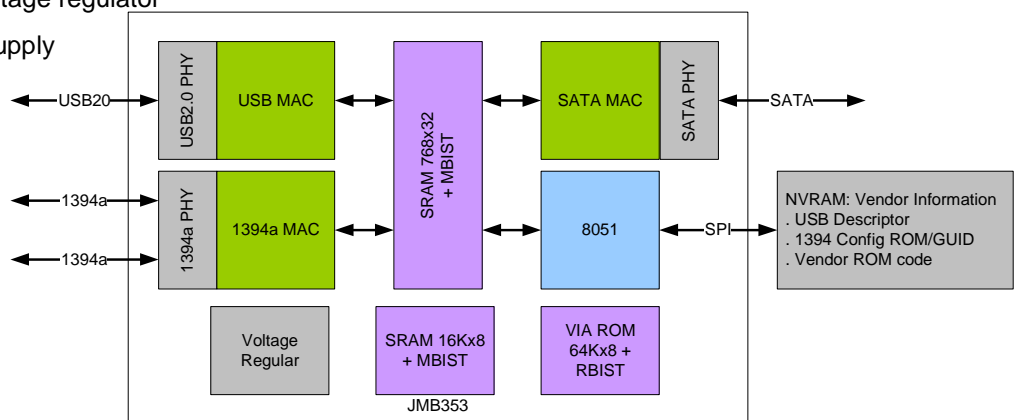 tage regulator
upply
USB20
USB2.0 PHY
USB MAC
SRAM 768x32
+ MBIST
SATA MAC
SATA PHY
SATA
1394a
1394a
1394a PHY
1394a MAC
8051
SPI
NVRAM: Vendor Information
. USB Descriptor
. 1394 Config ROM/GUID
. Vendor ROM code
Voltage
Regular
SRAM 16Kx8
+ MBIST
VIA ROM
64Kx8 +
RBIST
JMB353